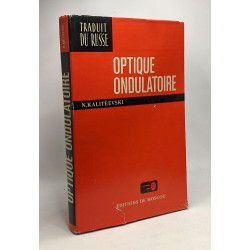 TRADUIT
DU RUSSE
OPTIQUE
ONDULATOIRE
N.KALITÉEVSKI
ÉDITIONS DE MOSCOU
OPTIQUE ONDULATOIRE